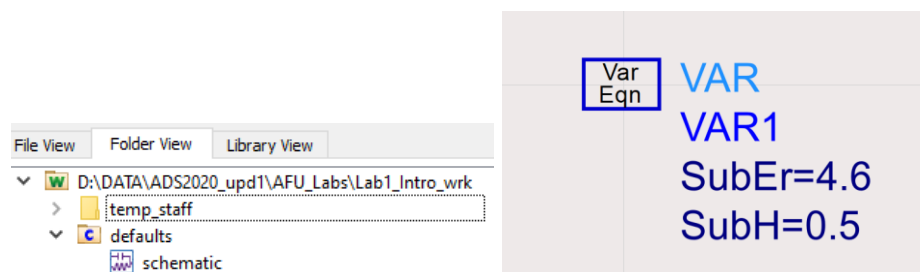 File View Folder View Library View
W D:\DATA\ADS2020_upd1\AFU_Labs\Lab1_Intro_wrk
temp_staff
C defaults
schematic
Var
Eqn
VAR
VAR1
SubEr=4.6
SubH=0.5